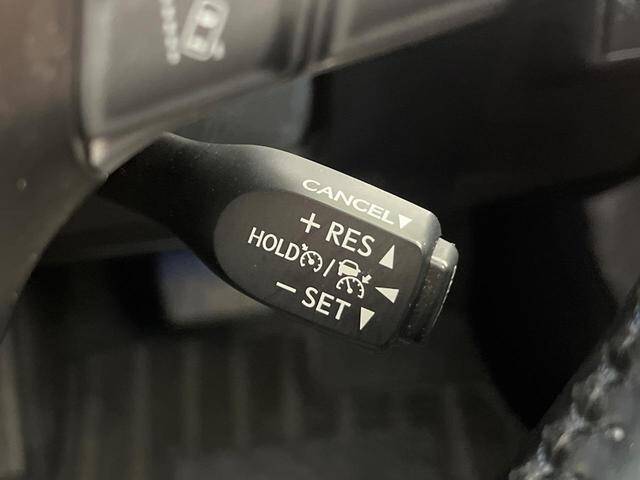 CANCEL▼
+ RES ▲
HOLD / ◀
− SET ▼